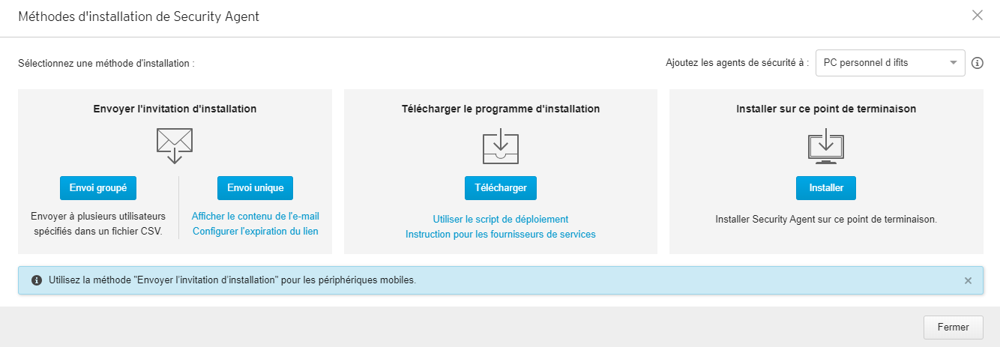 Méthodes d'installation de Security Agent
Sélectionnez une méthode d'installation :
Ajoutez les agents de sécurité à :
PC personnel d ifits
Envoyer l'invitation d'installation
Envoi groupé
Envoyer à plusieurs utilisateurs
spécifiés dans un fichier CSV.
Envoi unique
Afficher le contenu de l'e-mail
Configurer l'expiration du lien
Télécharger le programme d'installation
Télécharger
Utiliser le script de déploiement
Instruction pour les fournisseurs de services
Installer sur ce point de terminaison
Installer
Installer Security Agent sur ce point de terminaison.
Utilisez la méthode "Envoyer l'invitation d'installation" pour les périphériques mobiles.
Fermer